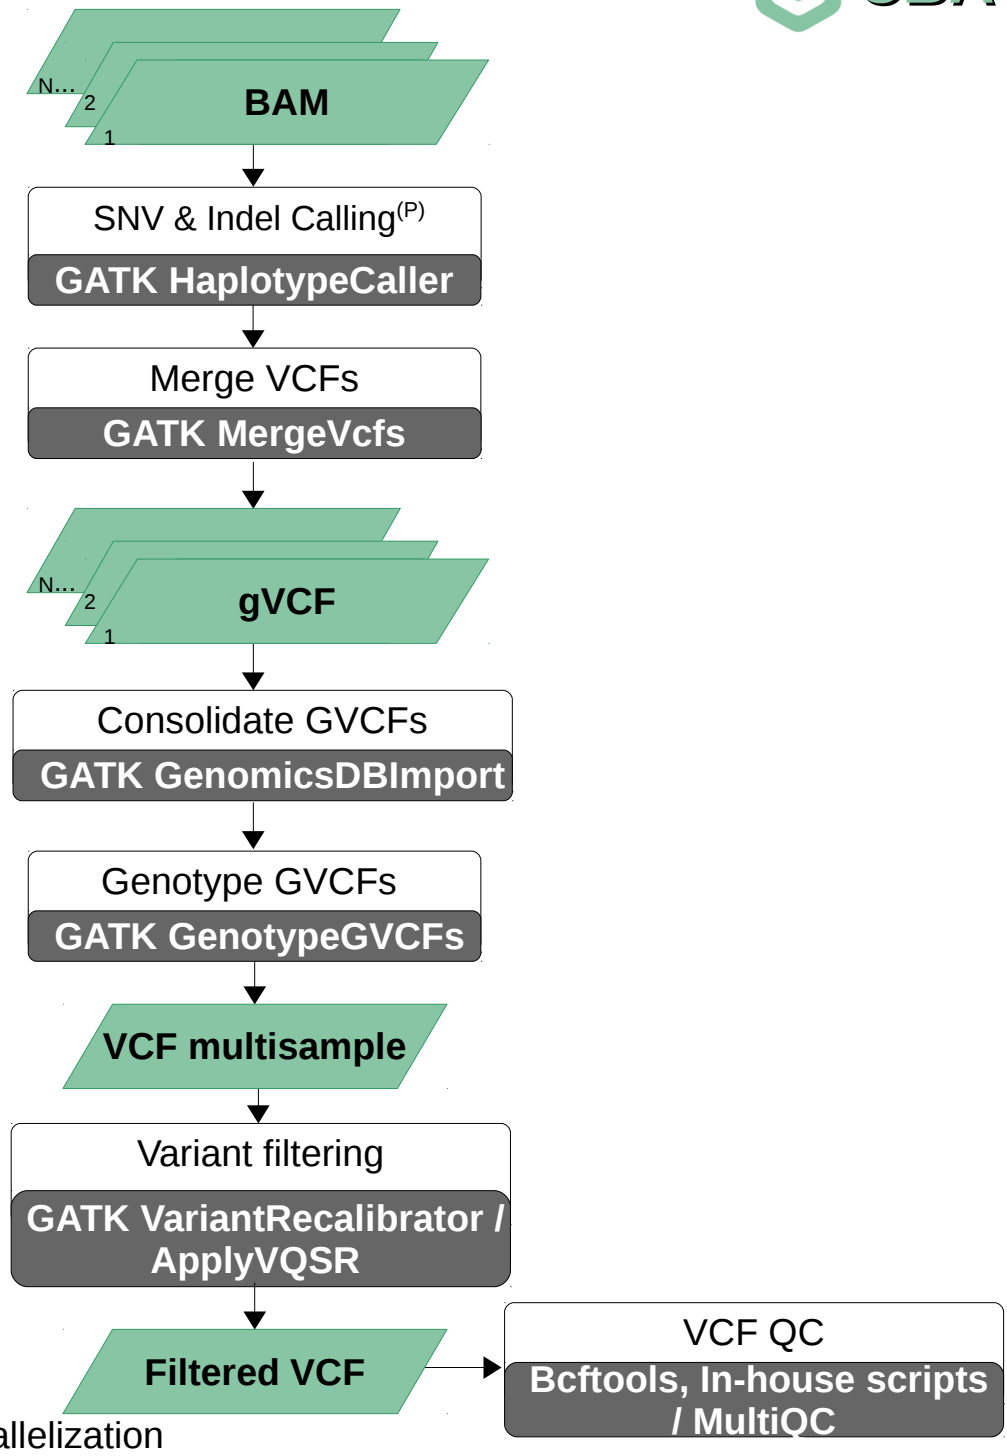 N...
2
1
BAM
SNV & Indel Calling(P)
GATK HaplotypeCaller
Merge VCFs
GATK MergeVcfs
N...
2
1
gVCF
Consolidate GVCFs
GATK GenomicsDBImport
Genotype GVCFs
GATK GenotypeGVCFs
VCF multisample
Variant filtering
GATK VariantRecalibrator /
ApplyVQSR
Filtered VCF
VCF QC
Bcftools, In-house scripts
/ MultiQC
allelization